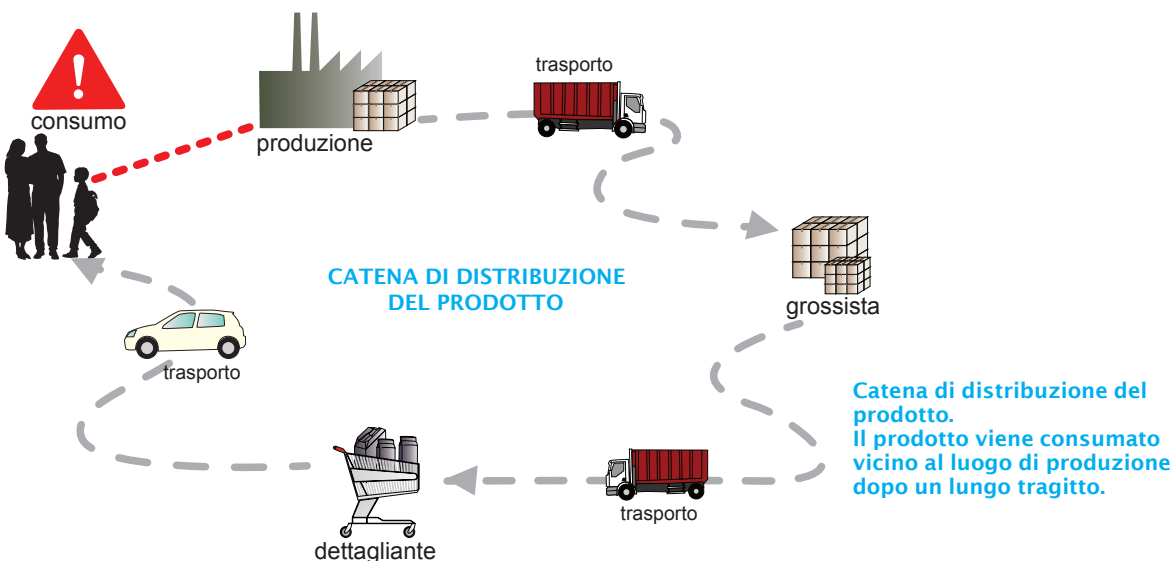 trasporto
consumo
produzione
CATENA DI DISTRIBUZIONE
DEL PRODOTTO
grossista
trasporto
Catena di distribuzione del
prodotto.
Il prodotto viene consumato
vicino al luogo di produzione
dopo un lungo tragitto.
trasporto
dettagliante